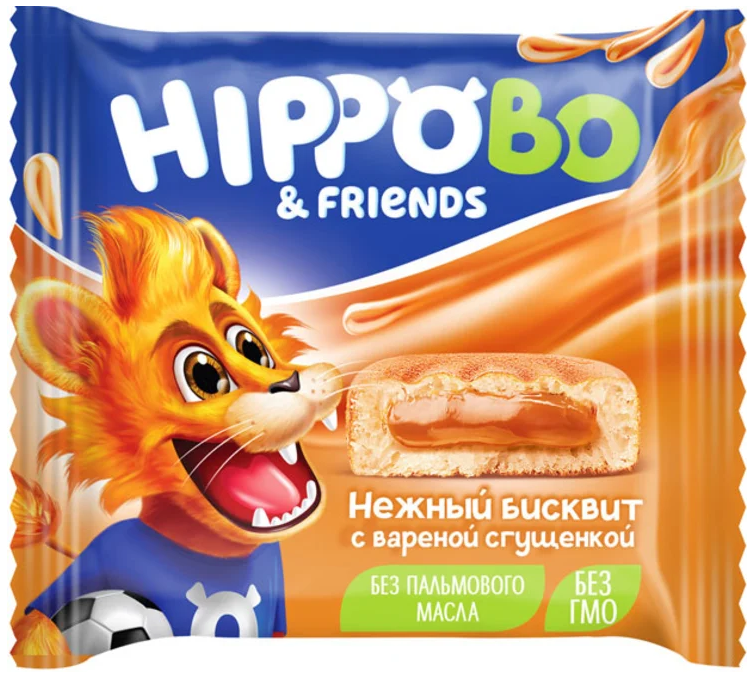 HIPPOBO
& FRIENDS
Нежный бисквит
с вареной сгущенкой
БЕЗ ПАЛЬМОВОГО
МАСЛА
БЕЗ
ГМО